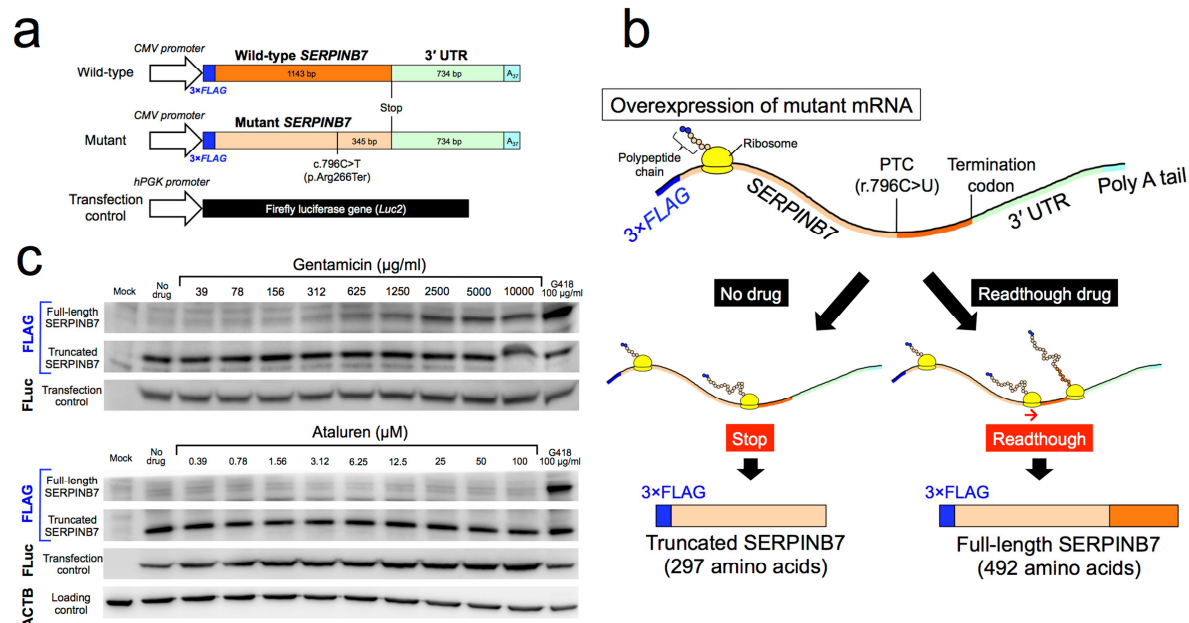 a
CMV promoter
Wild-type SERPINB7
3′ UTR
Wild-type
1143 bp
734 bp
A37
3×FLAG
Stop
CMV promoter
Mutant SERPINB7
Mutant
345 bp
734 bp
A37
3×FLAG
c.796C>T
(p.Arg266Ter)
hPGK promoter
Transfection
control
Firefly luciferase gene (Luc2)
b
Overexpression of mutant mRNA
Ribosome
Polypeptide
chain
PTC
(r.796C>U)
Termination
codon
Poly A tail
3×FLAG
SERPINB7
3′ UTR
No drug
Readthough drug
Stop
Readthough
3×FLAG
Truncated SERPINB7
(297 amino acids)
3×FLAG
Full-length SERPINB7
(492 amino acids)
c
Gentamicin (µg/ml)
Mock
No
drug
39 78 156 312 625 1250 2500 5000 10000
G418
100 µg/ml
FLAG
Full-length
SERPINB7
Truncated
SERPINB7
FLuc
Transfection
control
Ataluren (µM)
Mock
No
drug
0.39 0.78 1.56 3.12 6.25 12.5 25 50 100
G418
100 µg/ml
FLAG
Full-length
SERPINB7
Truncated
SERPINB7
FLuc
Transfection
control
ACTB
Loading
control